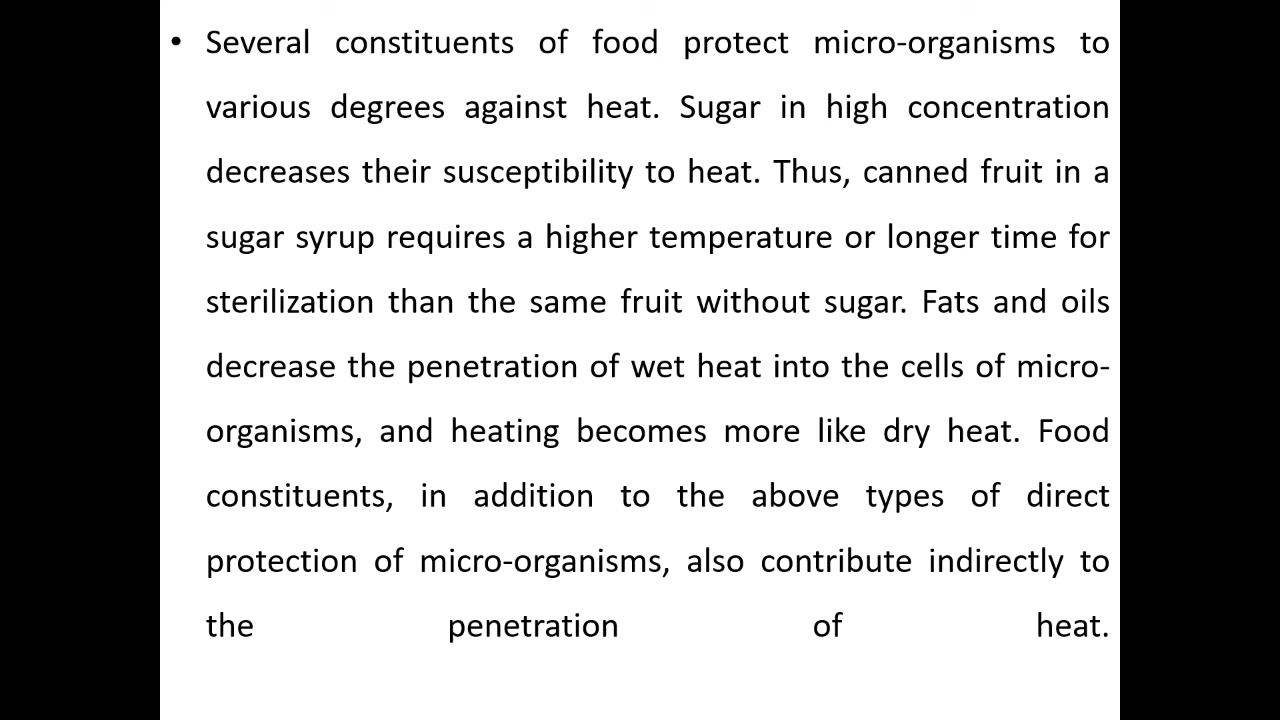 • Several constituents of food protect micro-organisms to
various degrees against heat. Sugar in high concentration
decreases their susceptibility to heat. Thus, canned fruit in a
sugar syrup requires a higher temperature or longer time for
sterilization than the same fruit without sugar. Fats and oils
decrease the penetration of wet heat into the cells of micro-
organisms, and heating becomes more like dry heat. Food
constituents, in addition to the above types of direct
protection of micro-organisms, also contribute indirectly to
the penetration of heat.